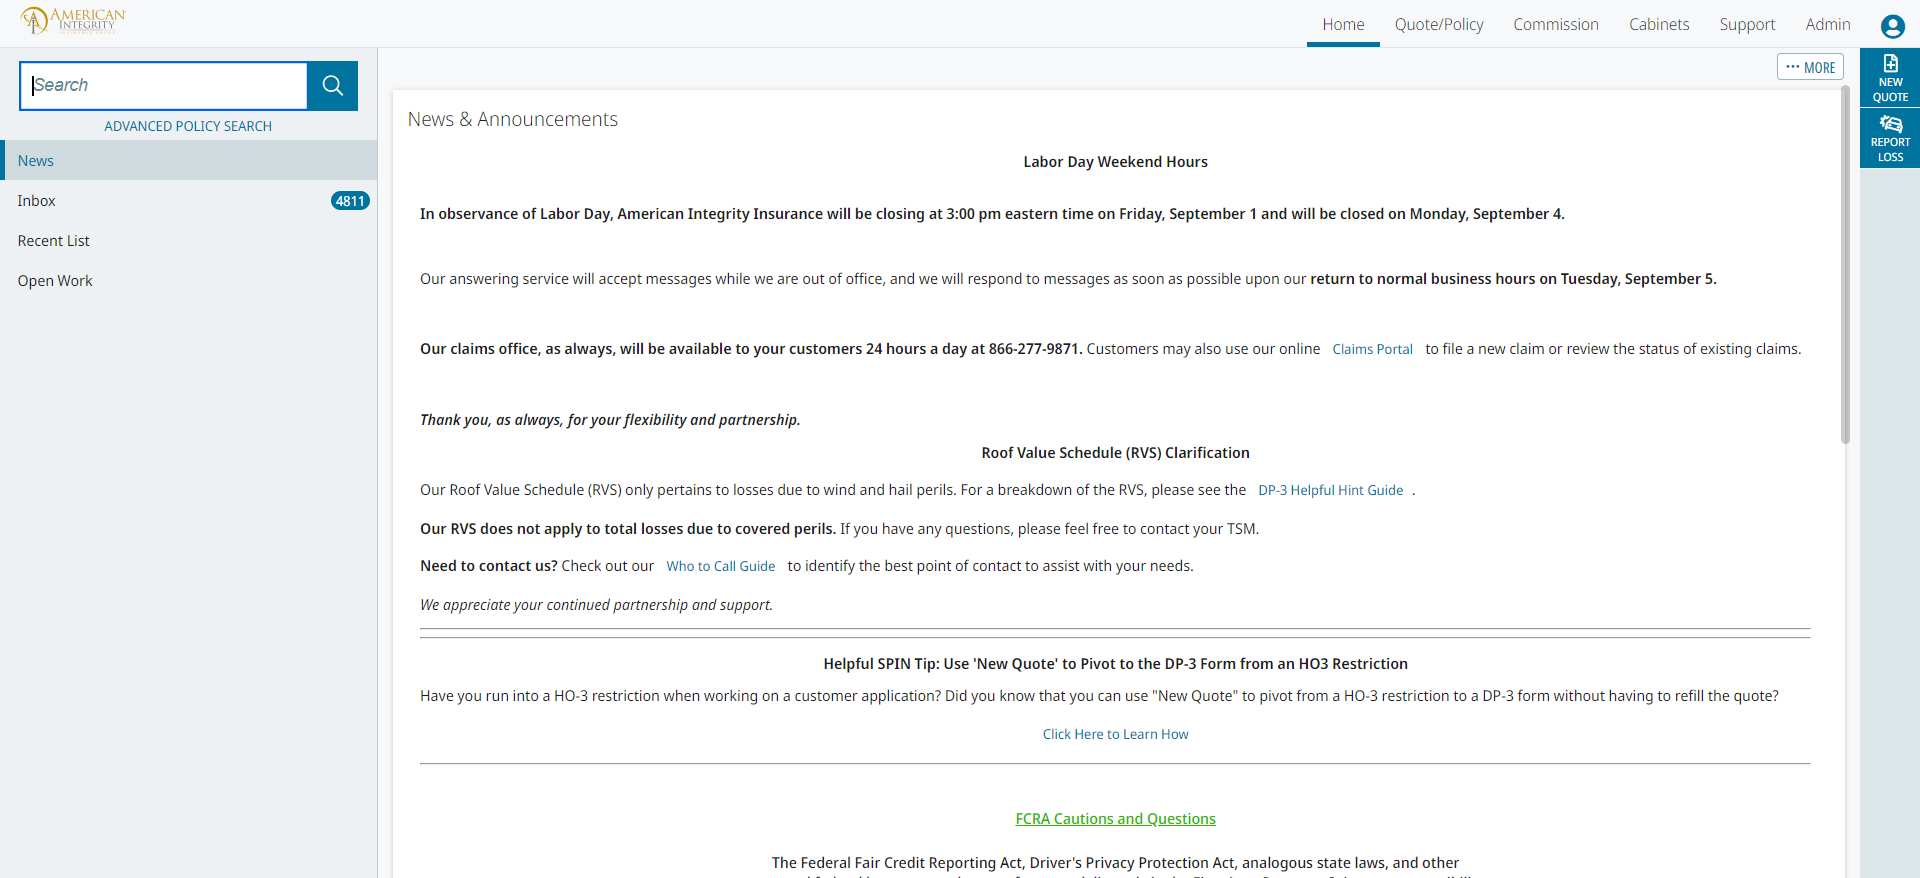 AMERICAN
INTEGRITY
Home
Quote/Policy
Commission
Cabinets
Support
Admin
Search
ADVANCED POLICY SEARCH
News
Inbox 4811
Recent List
Open Work
··· MORE
NEW
QUOTE
REPORT
LOSS
News & Announcements
Labor Day Weekend Hours
In observance of Labor Day, American Integrity Insurance will be closing at 3:00 pm eastern time on Friday, September 1 and will be closed on Monday, September 4.
Our answering service will accept messages while we are out of office, and we will respond to messages as soon as possible upon our return to normal business hours on Tuesday, September 5.
Our claims office, as always, will be available to your customers 24 hours a day at 866-277-9871. Customers may also use our online Claims Portal to file a new claim or review the status of existing claims.
Thank you, as always, for your flexibility and partnership.
Roof Value Schedule (RVS) Clarification
Our Roof Value Schedule (RVS) only pertains to losses due to wind and hail perils. For a breakdown of the RVS, please see the DP-3 Helpful Hint Guide .
Our RVS does not apply to total losses due to covered perils. If you have any questions, please feel free to contact your TSM.
Need to contact us? Check out our Who to Call Guide to identify the best point of contact to assist with your needs.
We appreciate your continued partnership and support.
Helpful SPIN Tip: Use 'New Quote' to Pivot to the DP-3 Form from an HO3 Restriction
Have you run into a HO-3 restriction when working on a customer application? Did you know that you can use "New Quote" to pivot from a HO-3 restriction to a DP-3 form without having to refill the quote?
Click Here to Learn How
FCRA Cautions and Questions
The Federal Fair Credit Reporting Act, Driver's Privacy Protection Act, analogous state laws, and other